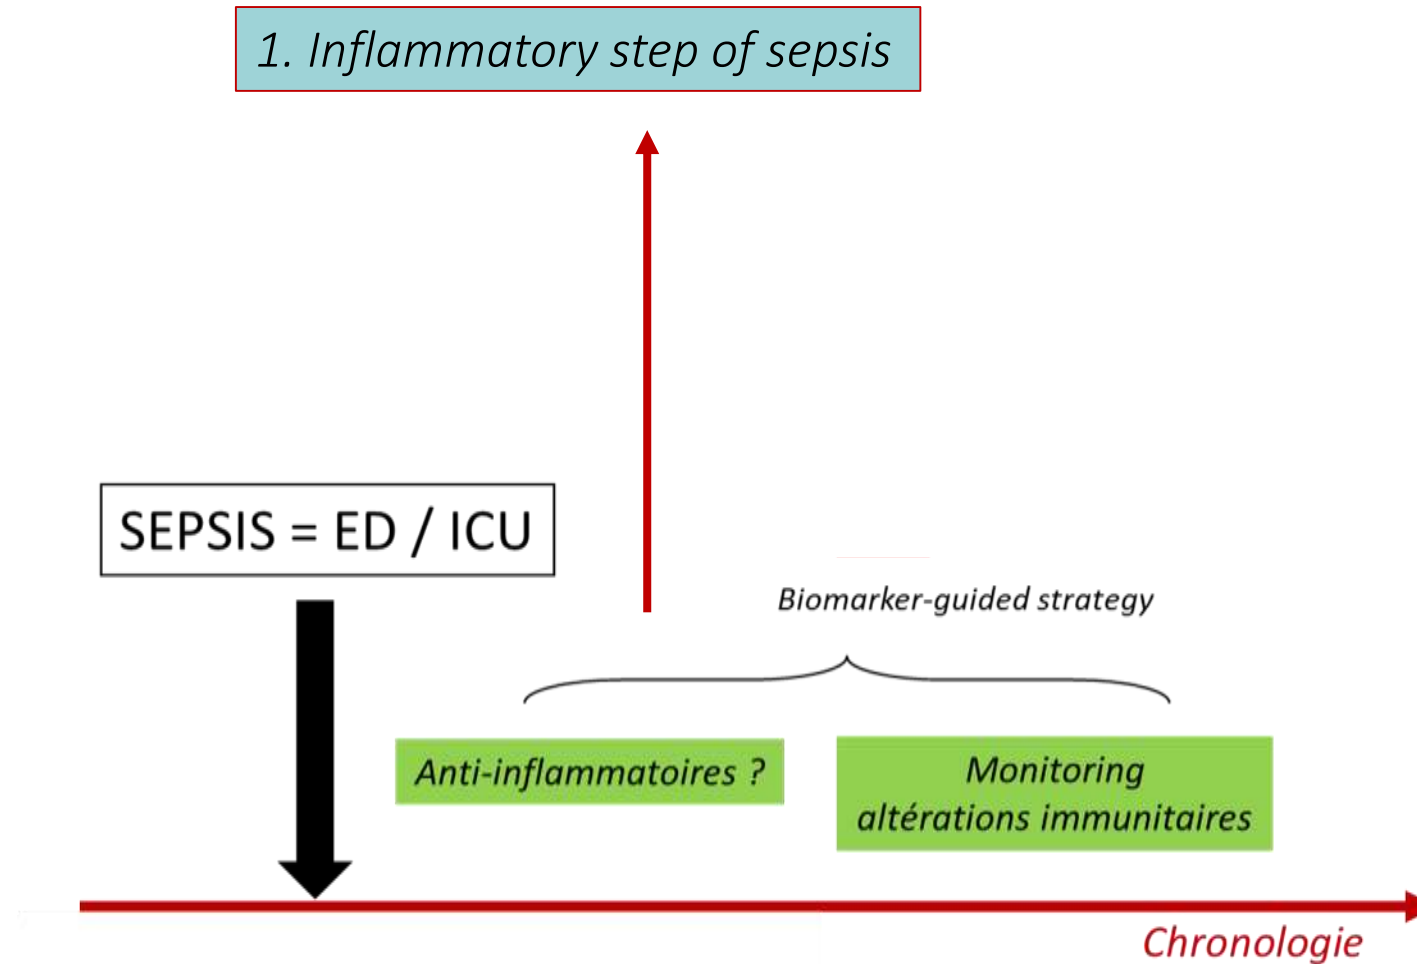 1. Inflammatory step of sepsis
SEPSIS = ED / ICU
Biomarker-guided strategy
Anti-inflammatoires ?
Monitoring
altérations immunitaires
Chronologie